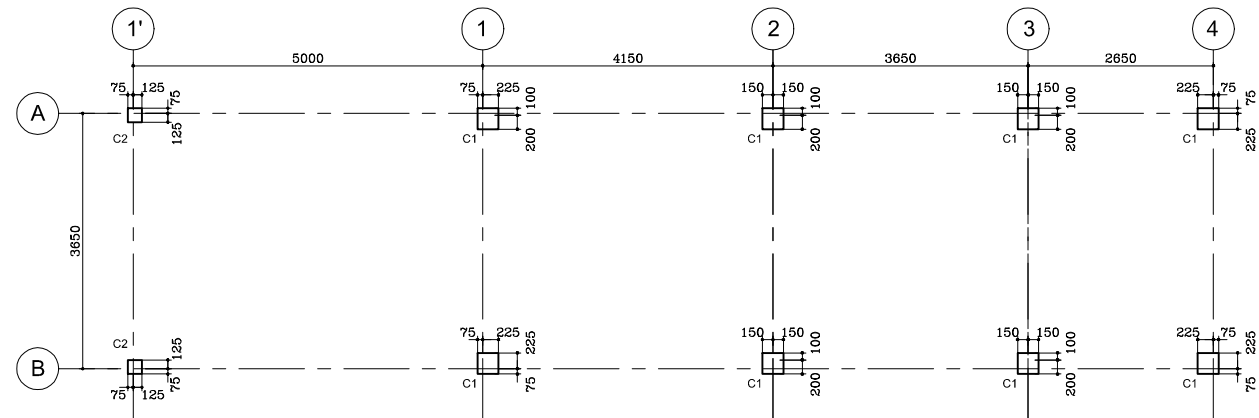 1' 1 2 3 4
5000 4150 3650 2650
75 125 75 225 150 150 150 150 225 75
75 100 100 100 75
A
125 200 200 200 225
C2 C1 C1 C1 C1
3650
C2
75 225 150 150 150 150 225 75
125 225 100 100 225
B
75 75 200 200 75
C1 C1 C1 C1
75 125